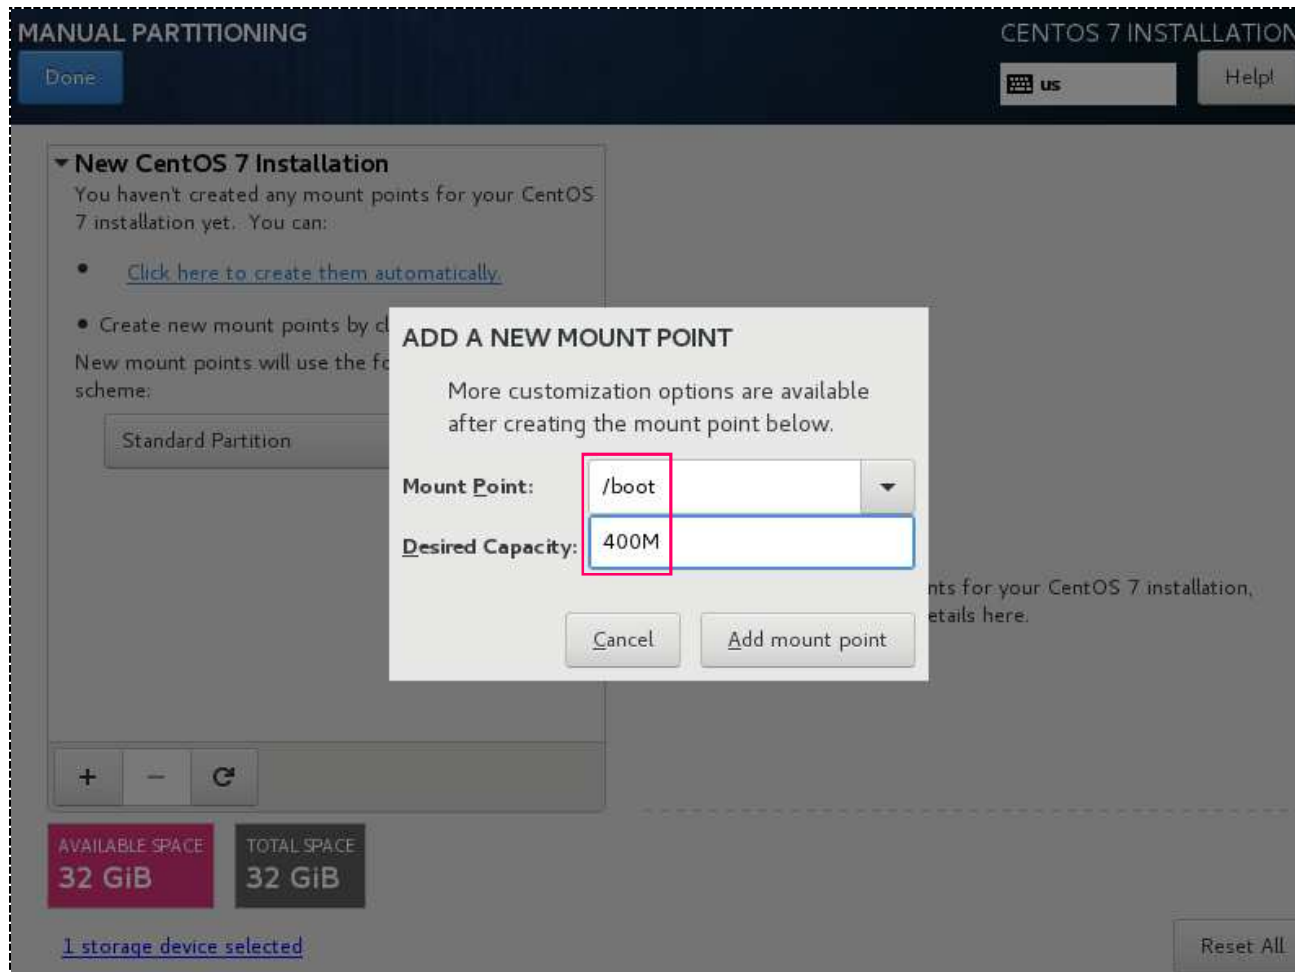 MANUAL PARTITIONING
CENTOS 7 INSTALLATION
Done
us
Help!
New CentOS 7 Installation
You haven't created any mount points for your CentOS
7 installation yet. You can:
Click here to create them automatically.
Create new mount points by cl
New mount points will use the fo
scheme:
Standard Partition
ADD A NEW MOUNT POINT
More customization options are available
after creating the mount point below.
Mount Point:
/boot
Desired Capacity:
400M
Cancel
Add mount point
nts for your CentOS 7 installation,
etails here.
+
−
AVAILABLE SPACE
32 GiB
TOTAL SPACE
32 GiB
1 storage device selected
Reset All